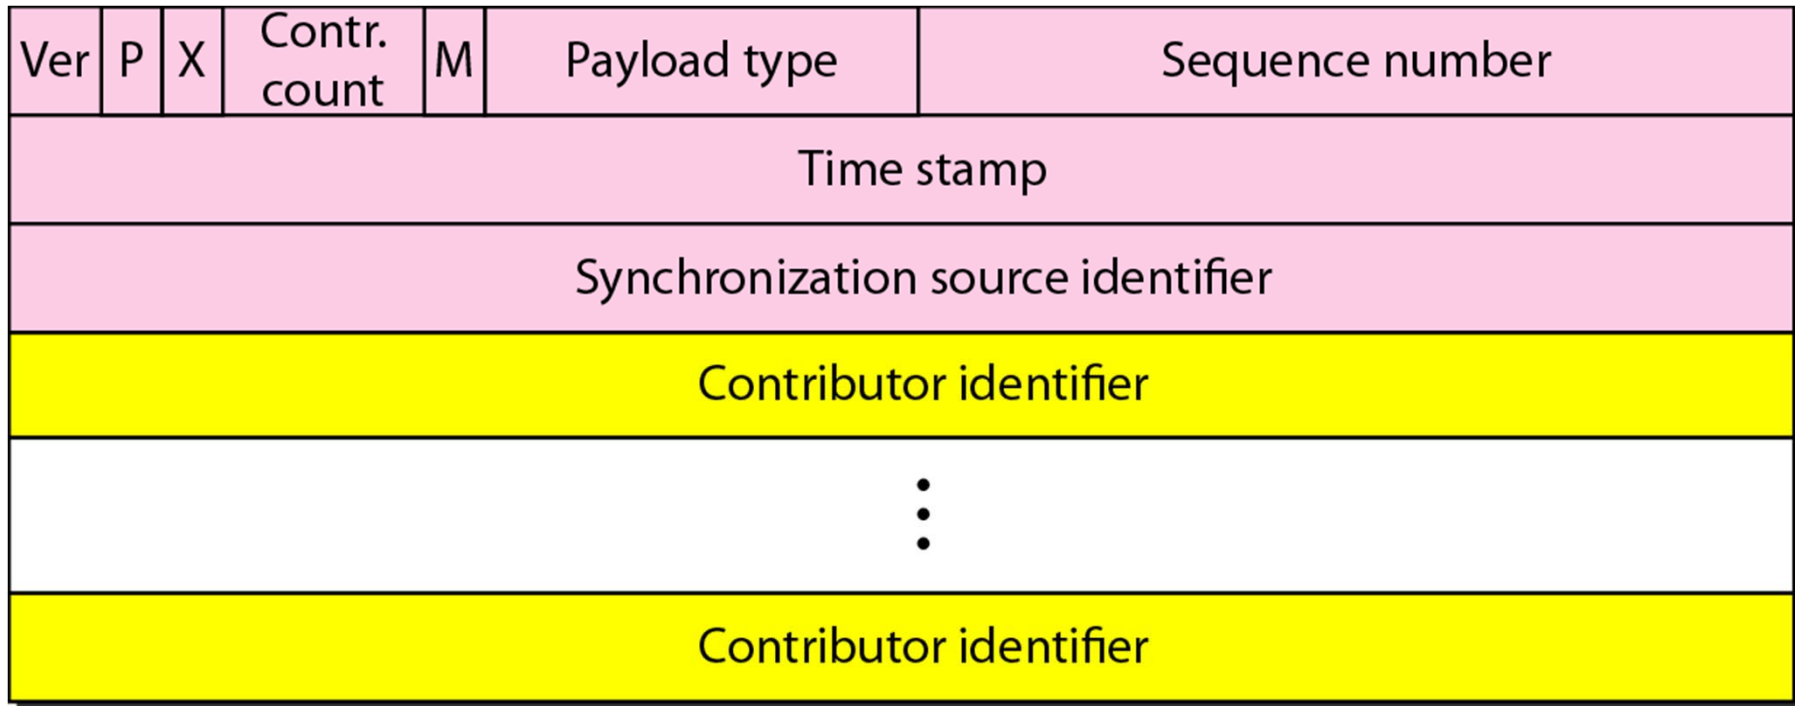 Ver P X Contr. count M Payload type Sequence number
Time stamp
Synchronization source identifier
Contributor identifier
Contributor identifier